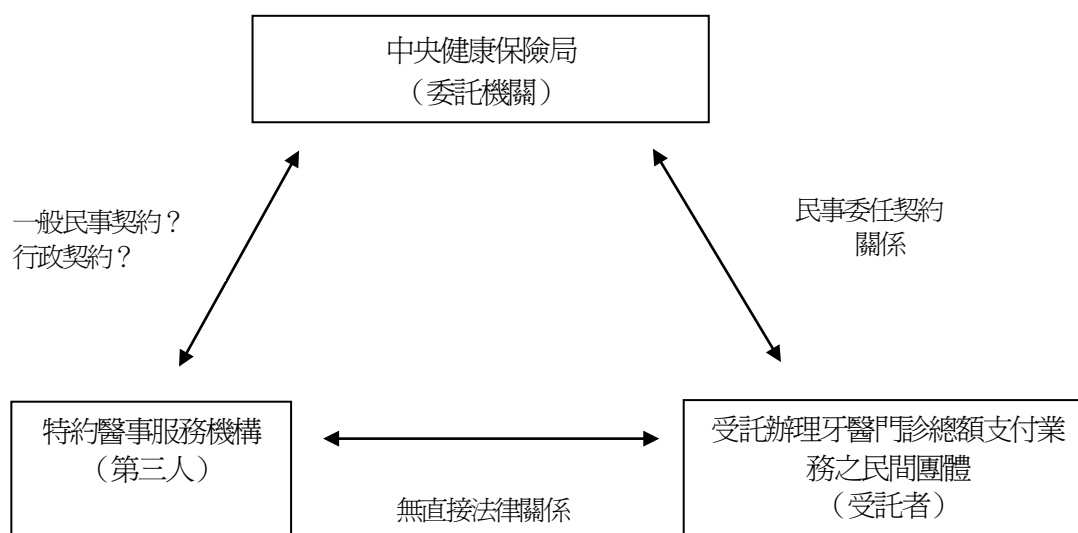 中央健康保險局
（委託機關）
一般民事契約？
行政契約？
民事委任契約
關係
特約醫事服務機構
（第三人）
無直接法律關係
受託辦理牙醫門診總額支付業
務之民間團體
（受託者）